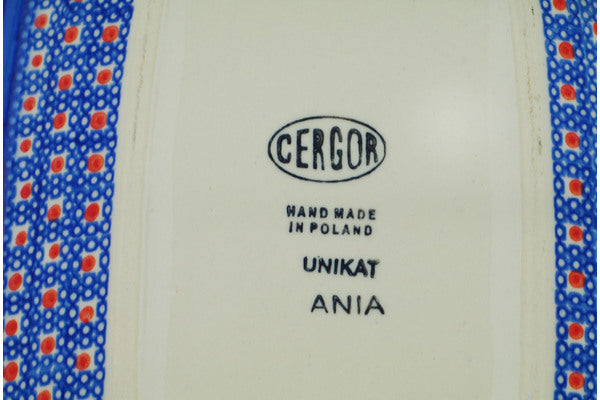 CERGOR
HAND MADE
IN POLAND
UNIKAT
ANIA